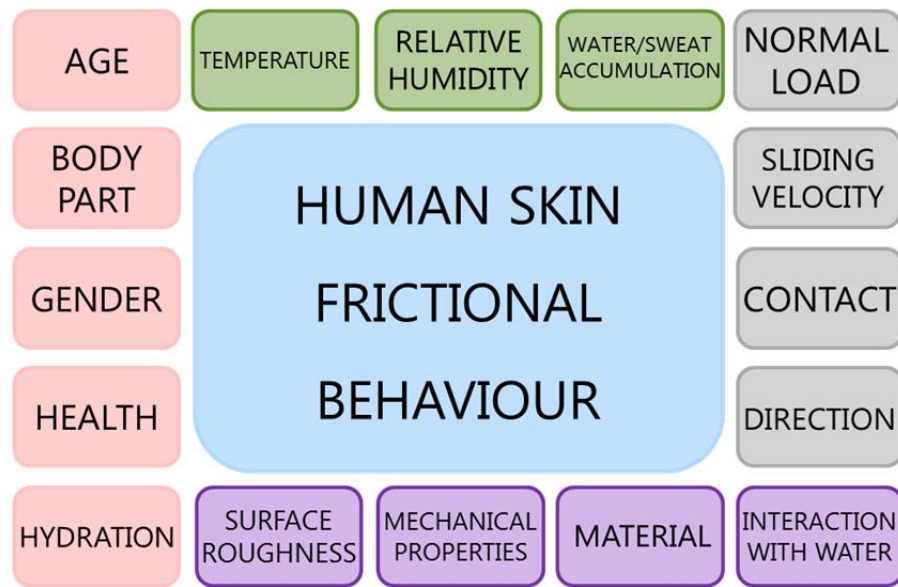 AGE
TEMPERATURE
RELATIVE
HUMIDITY
WATER/SWEAT
ACCUMULATION
NORMAL
LOAD
BODY
PART
HUMAN SKIN
FRICTIONAL
BEHAVIOUR
SLIDING
VELOCITY
GENDER
CONTACT
HEALTH
DIRECTION
HYDRATION
SURFACE
ROUGHNESS
MECHANICAL
PROPERTIES
MATERIAL
INTERACTION
WITH WATER